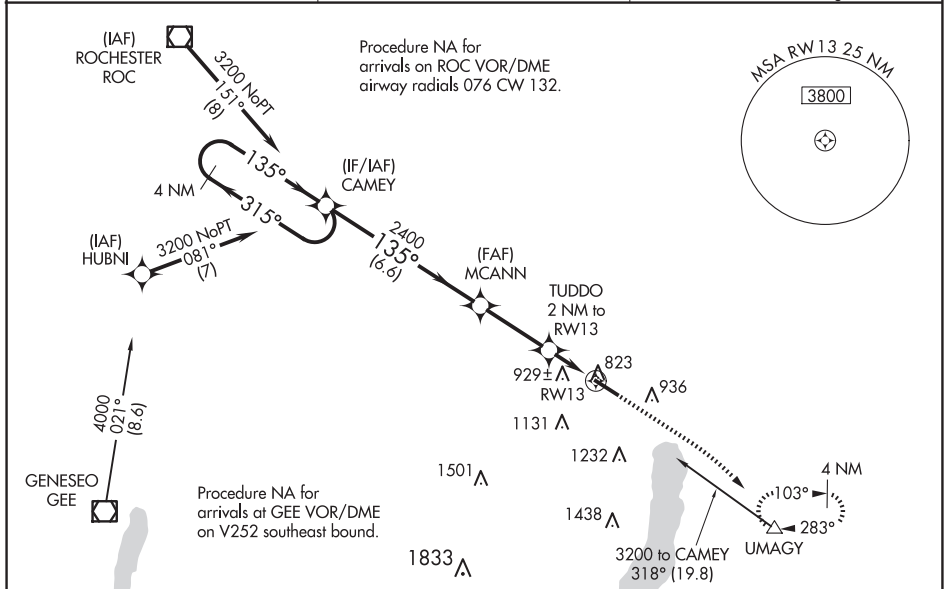 (IAF)
ROCHESTER
ROC
3200 NoPT
151°
(8)
Procedure NA for
arrivals on ROC VOR/DME
airway radials 076 CW 132.
MSA RW13 25 NM
3800
135°
4 NM
315°
(IF/IAF)
CAMEY
(IAF)
HUBNI
3200 NoPT
081°
(7)
2400
135°
(6.6)
(FAF)
MCANN
TUDDO
2 NM to
RW13
823
929±
RW13
936
1131
4000
021°
(8.6)
1232
1501
4 NM
GENESEO
GEE
103°
Procedure NA for
arrivals at GEE VOR/DME
on V252 southeast bound.
1438
283°
UMAGY
3200 to CAMEY
318° (19.8)
1833